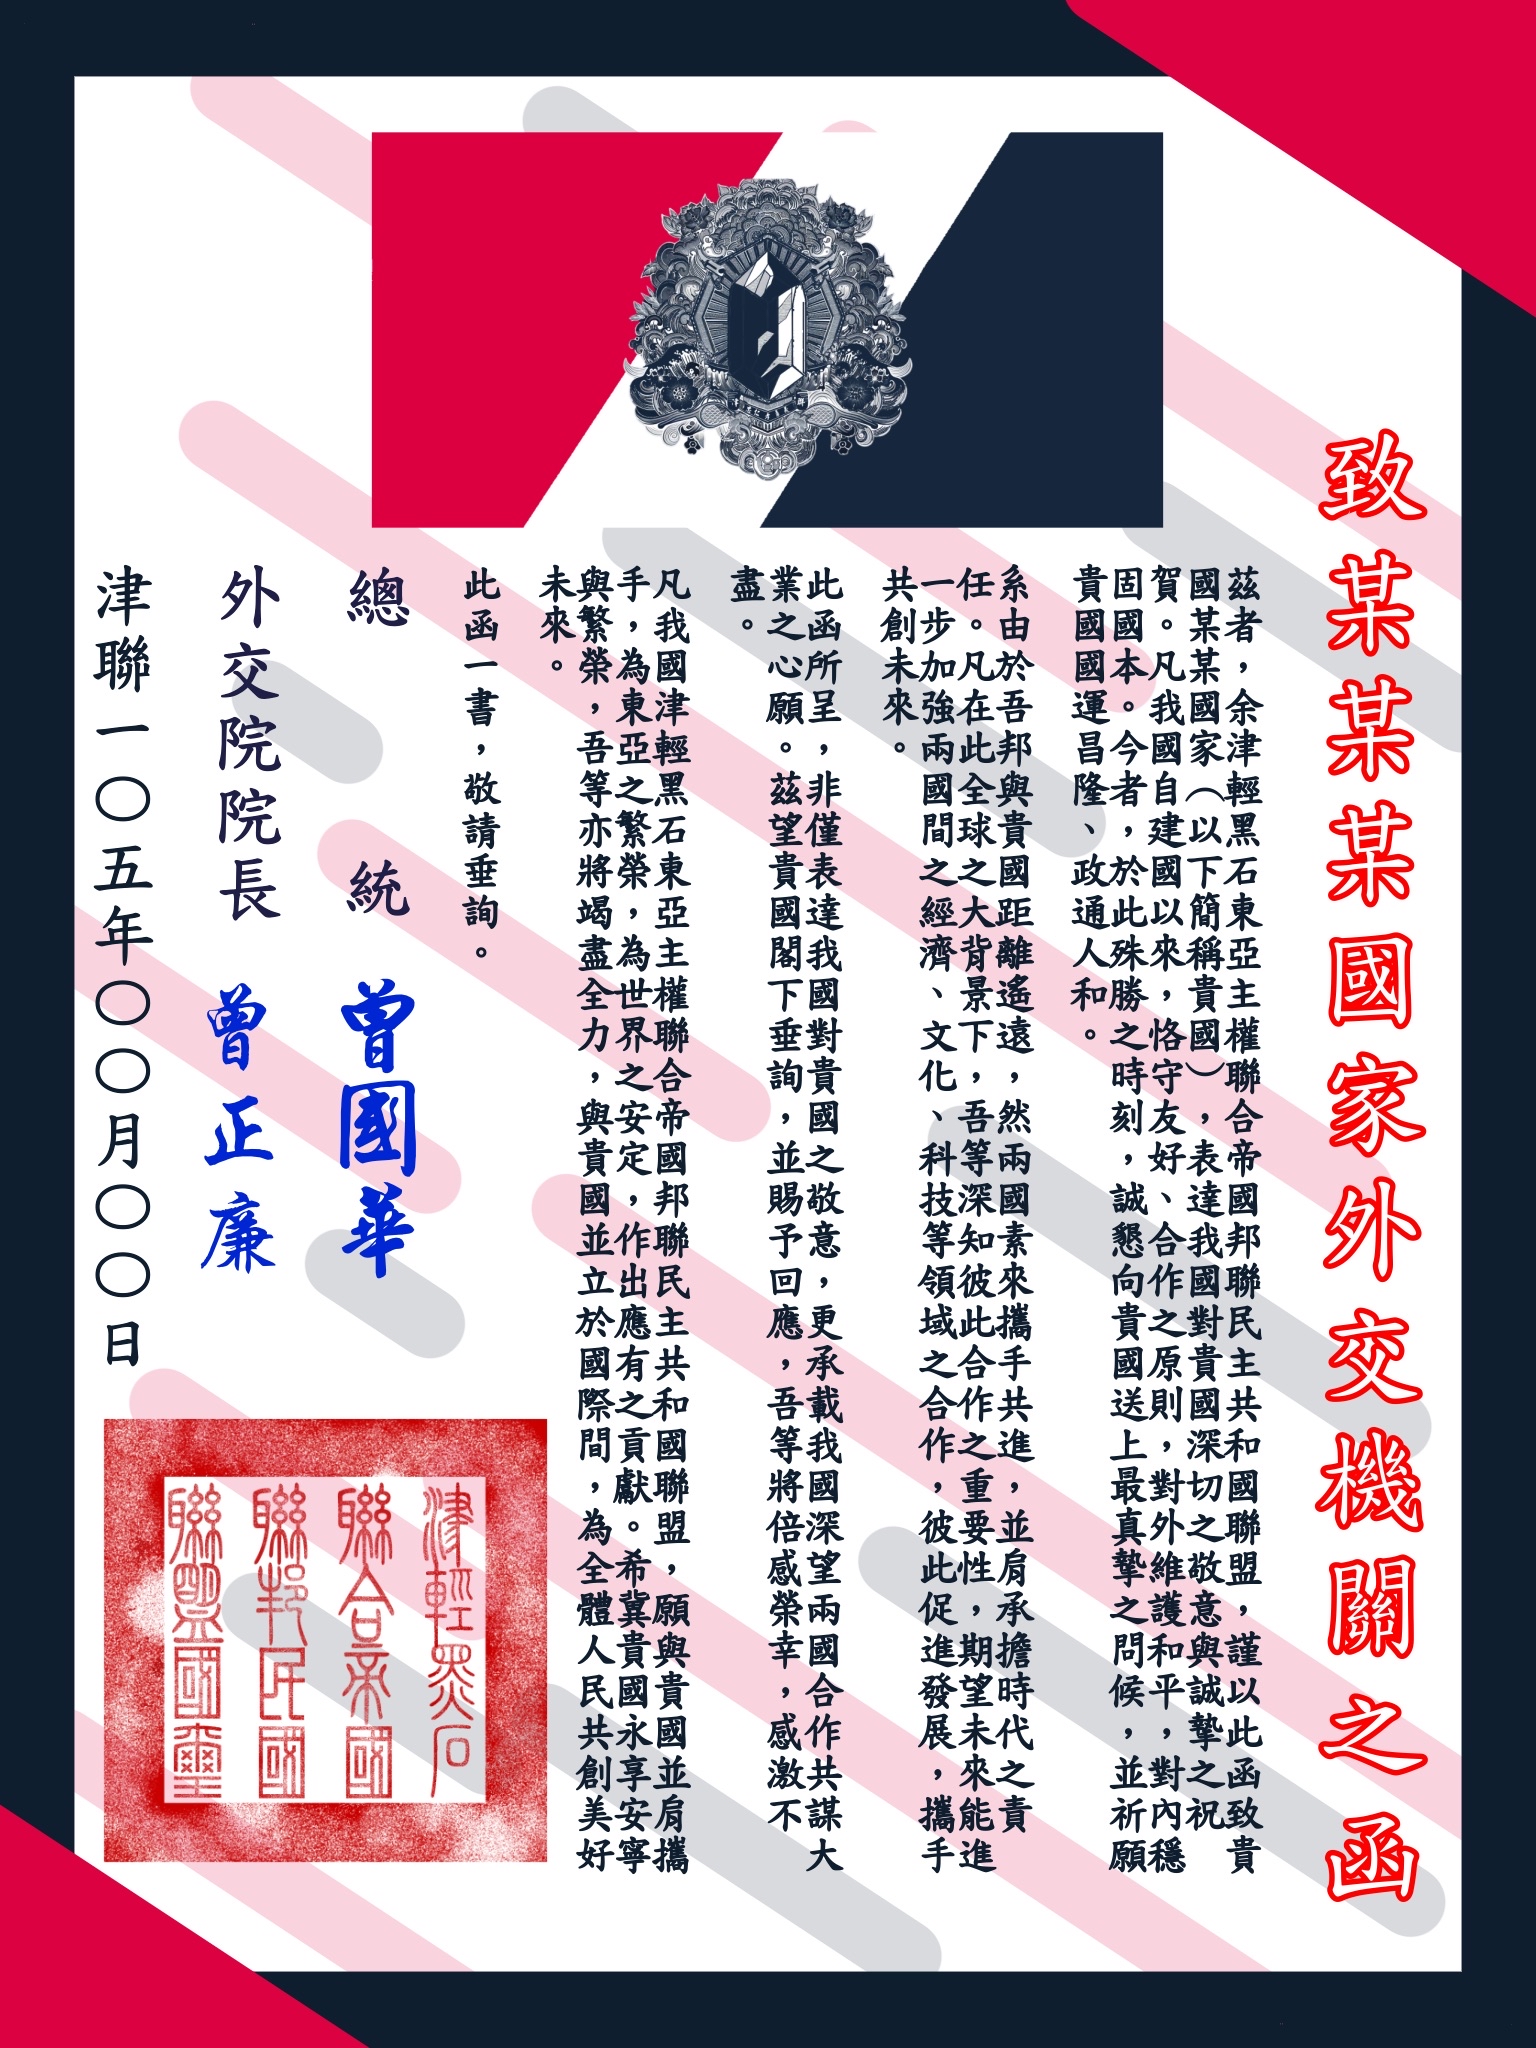 致某某某某國家外交機關之函
茲者，余津輕黑石東亞主權聯合帝國邦聯民主共和國聯盟，謹以此函致貴
國某某國家（以下簡稱貴國），表達我國對貴國深切之敬意與誠摯之祝
賀。凡我國自建國以來，恪守友好、合作之原則，對外維護和平，對內穩
固國本。今者，於此殊勝之時刻，誠懇向貴國送上最真摯之問候，並祈願
貴國國運昌隆、政通人和。
系由於吾邦與貴國距離遙遠，然兩國素來攜手共進，並肩承擔時代之責
任。凡在此全球之大背景下，吾等深知彼此合作之重要性，期望未來能進
一步加強兩國間之經濟、文化、科技等領域之合作，彼此促進發展，攜手
共創未來。
此函所呈，非僅表達我國對貴國之敬意，更承載我國深望兩國合作共謀大
業之心願。茲望貴國閣下垂詢，並賜予回應，吾等將倍感榮幸，感激不
盡。
凡我國津輕黑石東亞主權聯合帝國邦聯民主共和國聯盟，願與貴國並肩攜
手，為東亞之繁榮，為世界之安定，作出應有之貢獻。希冀貴國永享安寧
與繁榮，吾等亦將竭盡全力，與貴國並立於國際間，為全體人民共創美好
未來。
此函一書，敬請垂詢。
總統 曾國華
外交院院長 曾正廉
津聯一〇五年〇〇月〇〇日
津輕黑石
聯合帝國
聯邦民國
聯盟國璽